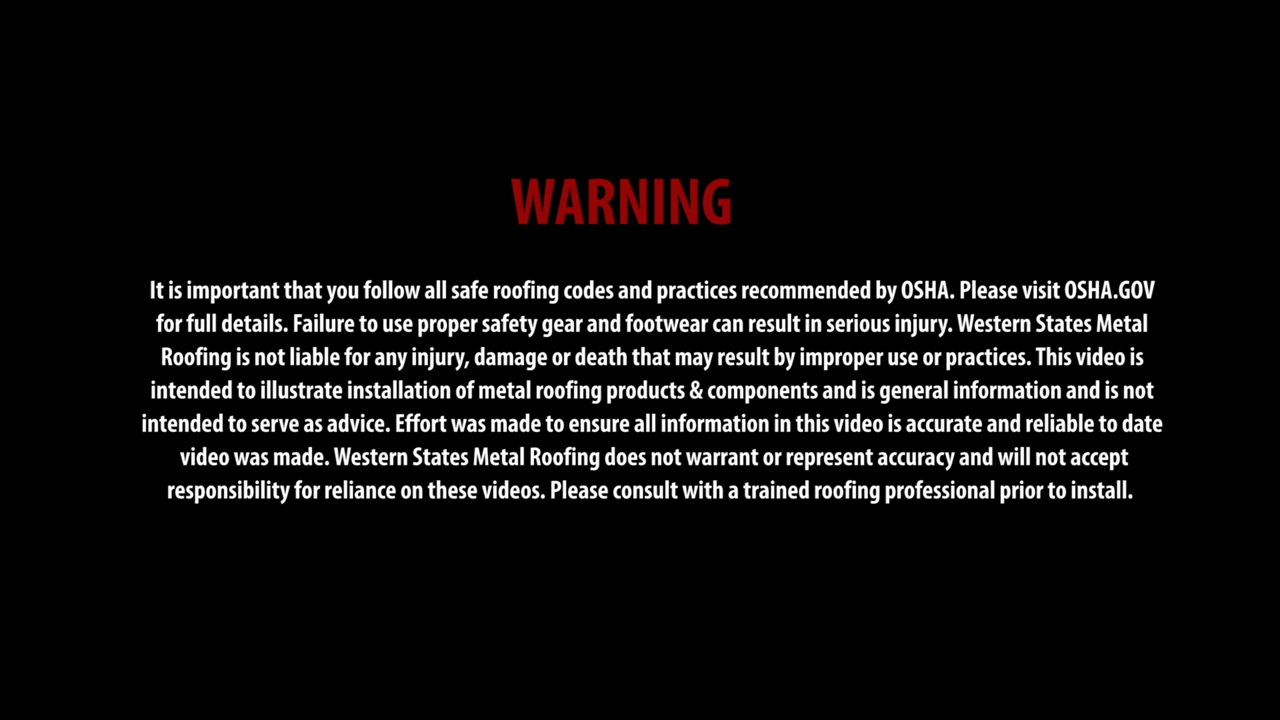 WARNING
It is important that you follow all safe roofing codes and practices recommended by OSHA. Please visit OSHA.GOV
for full details. Failure to use proper safety gear and footwear can result in serious injury. Western States Metal
Roofing is not liable for any injury, damage or death that may result by improper use or practices. This video is
intended to illustrate installation of metal roofing products & components and is general information and is not
intended to serve as advice. Effort was made to ensure all information in this video is accurate and reliable to date
video was made. Western States Metal Roofing does not warrant or represent accuracy and will not accept
responsibility for reliance on these videos. Please consult with a trained roofing professional prior to install.